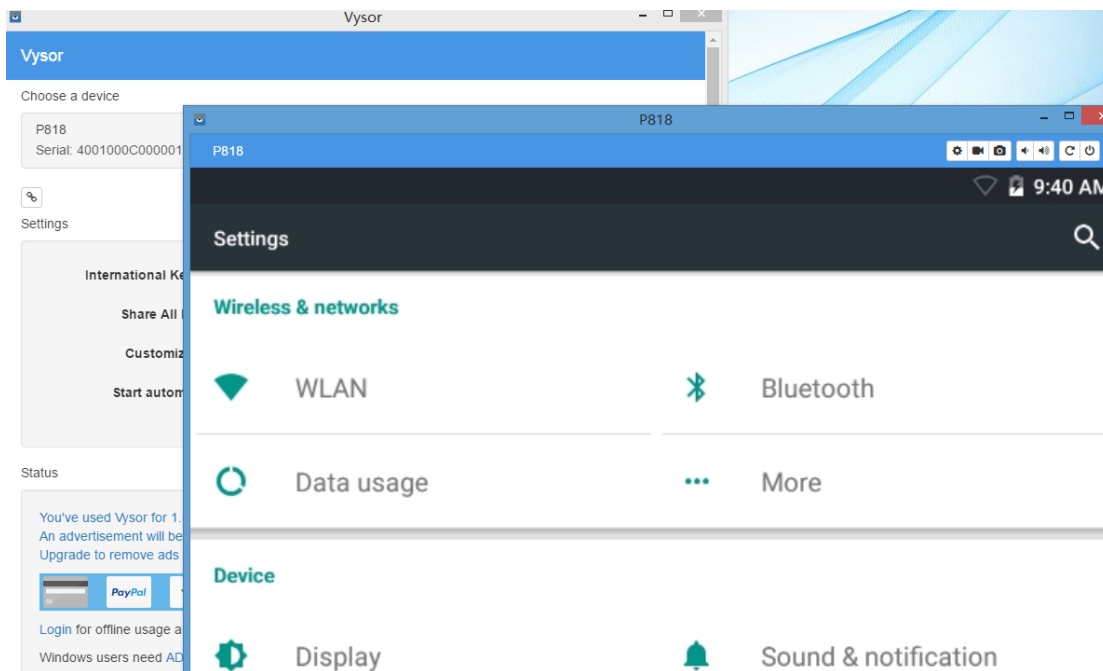 Vysor
Vysor
Choose a device
P818
Serial: 4001000C000001
Settings
International Ke
Share All
Customiz
Start autom
Status
You've used Vysor for 1.
An advertisement will be
Upgrade to remove ads
PayPal
Login for offline usage a
Windows users need AD
P818
P818
9:40 AM
Settings
Wireless & networks
WLAN
Bluetooth
Data usage
More
Device
Display
Sound & notification